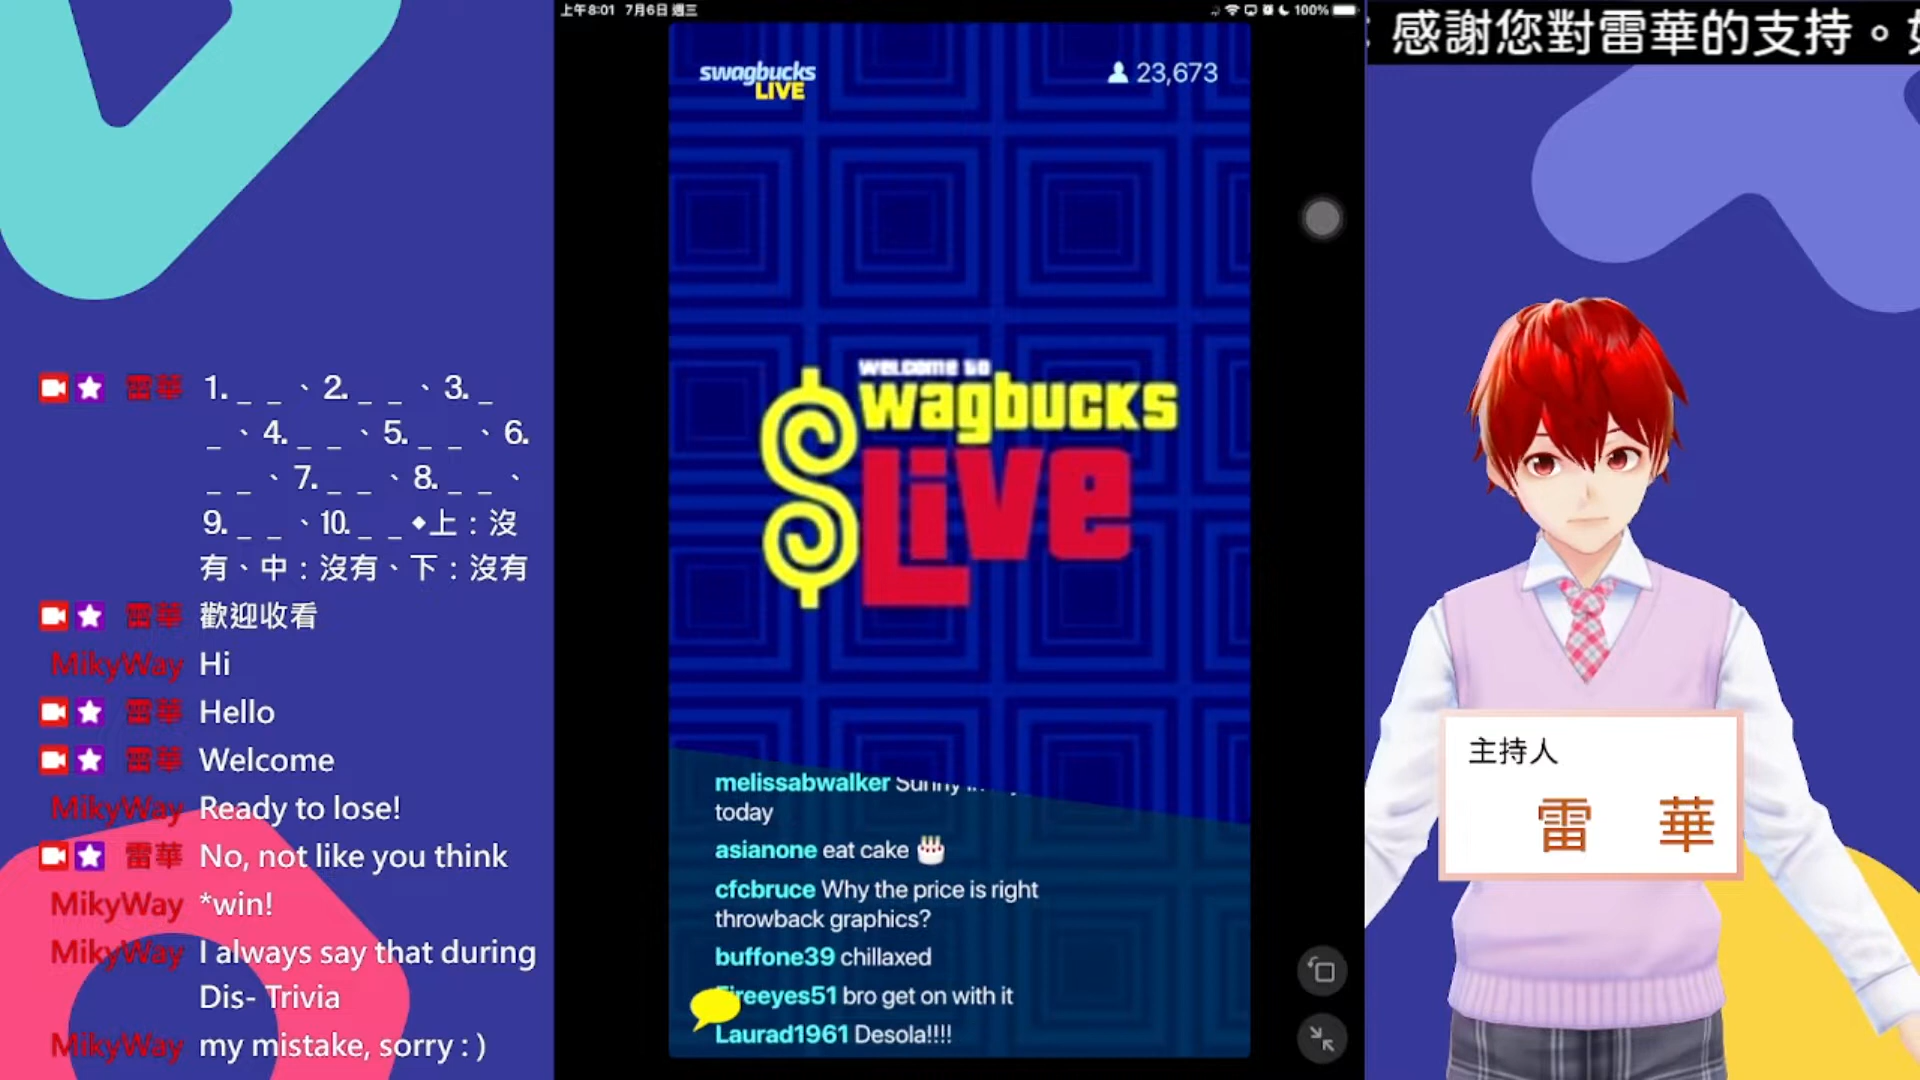 上午8:01 7月6日 週三
100%
感謝您對雷華的支持。
swagbucks
LIVE
23,673
welcome to
$wagbucks
Live
雷華 1. _ _ 、2. _ _ 、3. _
_ 、4. _ _ 、5. _ _ 、6.
_ _ 、7. _ _ 、8. _ _ 、
9. _ _ 、10. _ _ ◆上：沒
有、中：沒有、下：沒有
雷華 歡迎收看
MikyWay Hi
雷華 Hello
雷華 Welcome
MikyWay Ready to lose!
雷華 No, not like you think
MikyWay *win!
MikyWay I always say that during
Dis- Trivia
MikyWay my mistake, sorry : )
melissabwalker Sunny
today
asianone eat cake 🎂
cfcbruce Why the price is right
throwback graphics?
buffone39 chillaxed
Fireeyes51 bro get on with it
Laurad1961 Desola!!!!
主持人
雷 華